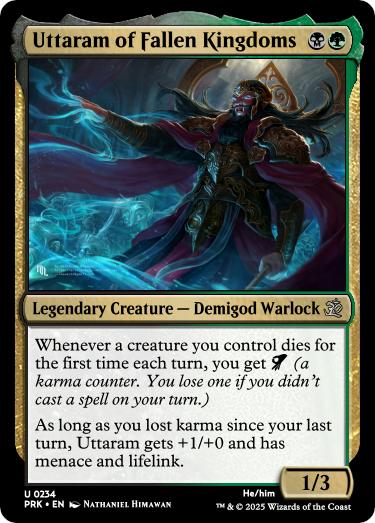 Uttaram of Fallen Kingdoms
Legendary Creature — Demigod Warlock
Whenever a creature you control dies for
the first time each turn, you get (a
karma counter. You lose one if you didn't
cast a spell on your turn.)
As long as you lost karma since your last
turn, Uttaram gets +1/+0 and has
menace and lifelink.
1/3
U 0234
He/him
PRK • EN Nathaniel Himawan
™ & © 2025 Wizards of the Coast